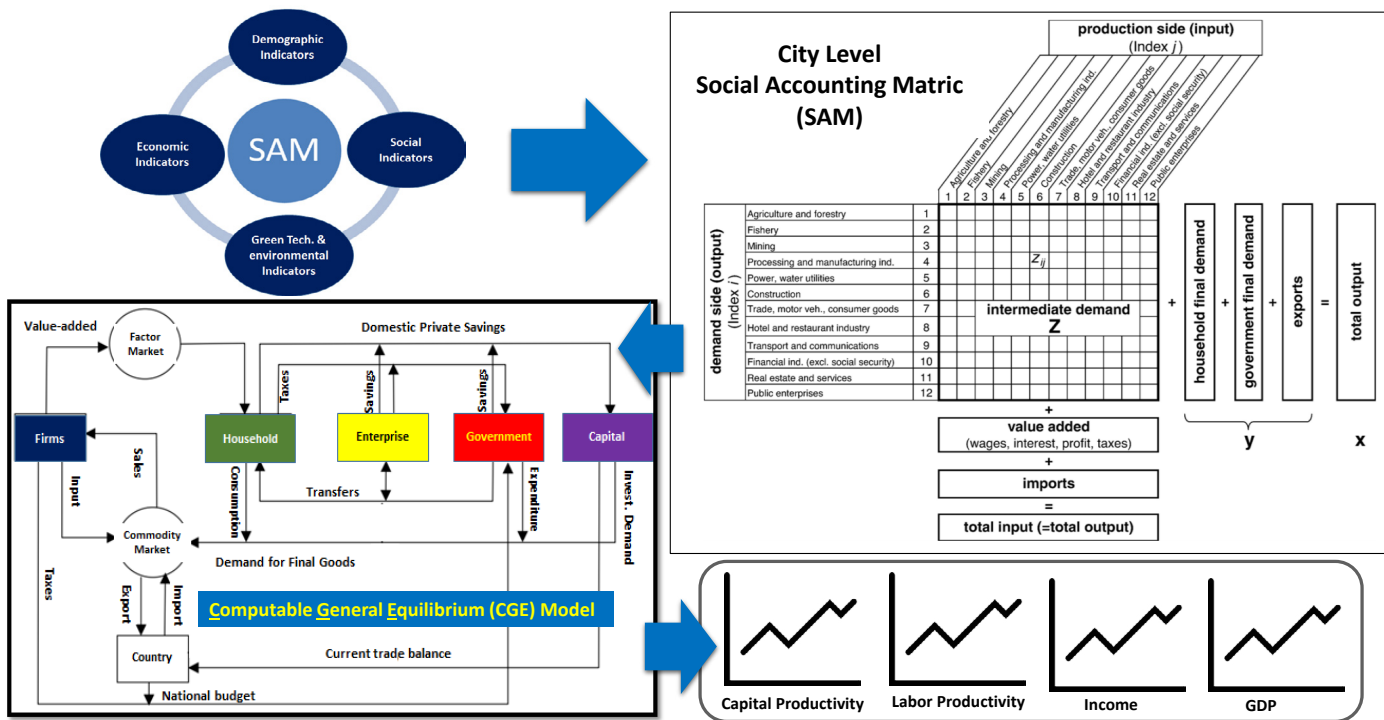 Demographic
Indicators
Economic
Indicators
SAM
Social
Indicators
Green Tech. &
environmental
Indicators
City Level
Social Accounting Matric
(SAM)
production side (input)
(Index j)
Agriculture and forestry
Fishery
Mining
Processing and manufacturing ind.
Power, water utilities
Construction
Trade, motor veh., consumer goods
Hotel and restaurant industry
Transport and communications
Financial ind. (excl. social security)
Real estate and services
Public enterprises
1 2 3 4 5 6 7 8 9 10 11 12
demand side (output)
(Index i)
Agriculture and forestry 1
Fishery 2
Mining 3
Processing and manufacturing ind. 4
Power, water utilities 5
Construction 6
Trade, motor veh., consumer goods 7
Hotel and restaurant industry 8
Transport and communications 9
Financial ind. (excl. social security) 10
Real estate and services 11
Public enterprises 12
Zij
intermediate demand
Z
+
household final demand
+
government final demand
+
exports
=
total output
y
x
+
value added
(wages, interest, profit, taxes)
+
imports
=
total input (=total output)
Value-added
Factor
Market
Domestic Private Savings
Taxes
Savings
Savings
Firms
Household
Enterprise
Government
Capital
Input
Sales
Consumption
Transfers
Expenditure
Invest. Demand
Commodity
Market
Demand for Final Goods
Taxes
Export
Import
Computable General Equilibrium (CGE) Model
Country
Current trade balance
National budget
Capital Productivity
Labor Productivity
Income
GDP